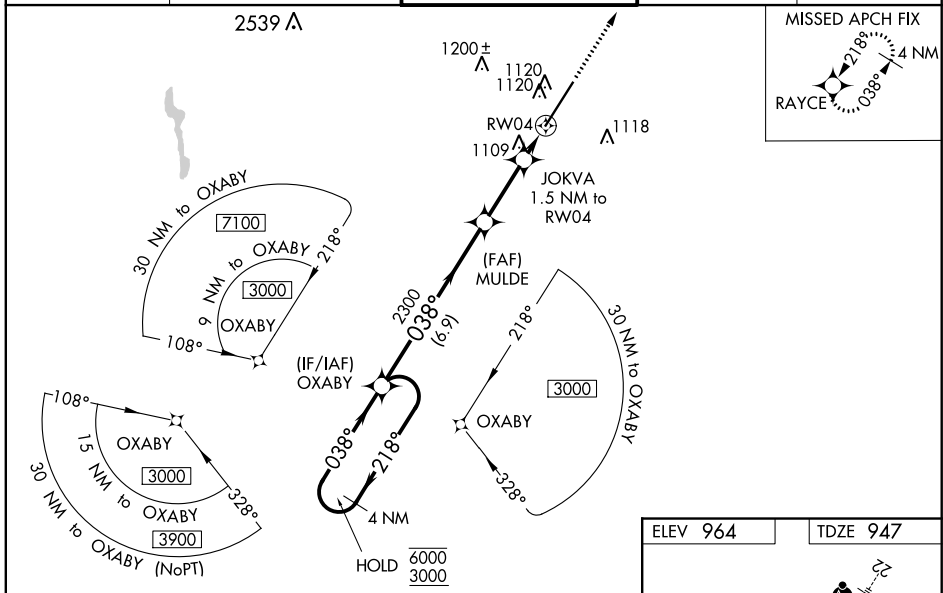 2539
MISSED APCH FIX
218°
4 NM
038°
RAYCE
1200 ±
1120
1120
RW04
1118
1109
JOKVA
1.5 NM to
RW04
30 NM to OXABY
7100
218°
9 NM to OXABY
3000
OXABY
108°
(FAF)
MULDE
2300
038°
(6.9)
(IF/IAF)
OXABY
218°
30 NM to OXABY
3000
OXABY
328°
108°
OXABY
3000
15 NM to OXABY
328°
30 NM to OXABY (NoPT)
3900
038°
218°
4 NM
HOLD
6000
3000
ELEV 964
TDZE 947
22